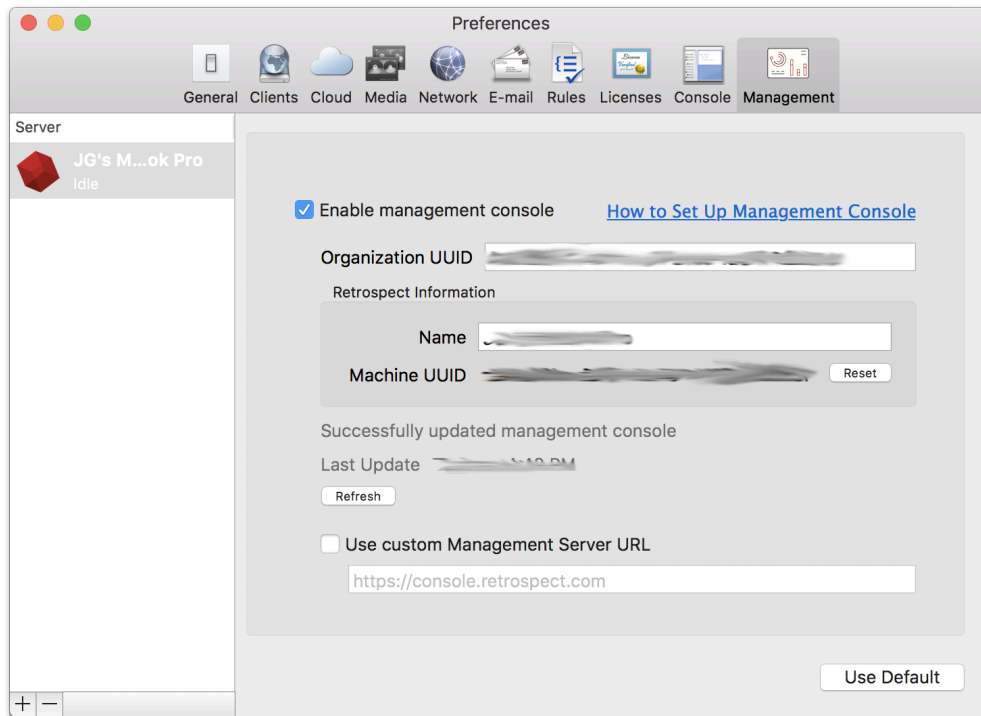 Preferences
General Clients Cloud Media Network E-mail Rules Licenses Console Management
Server
JG's M...ok Pro
Idle
Enable management console How to Set Up Management Console
Organization UUID
Retrospect Information
Name
Machine UUID Reset
Successfully updated management console
Last Update PM
Refresh
Use custom Management Server URL
https://console.retrospect.com
Use Default